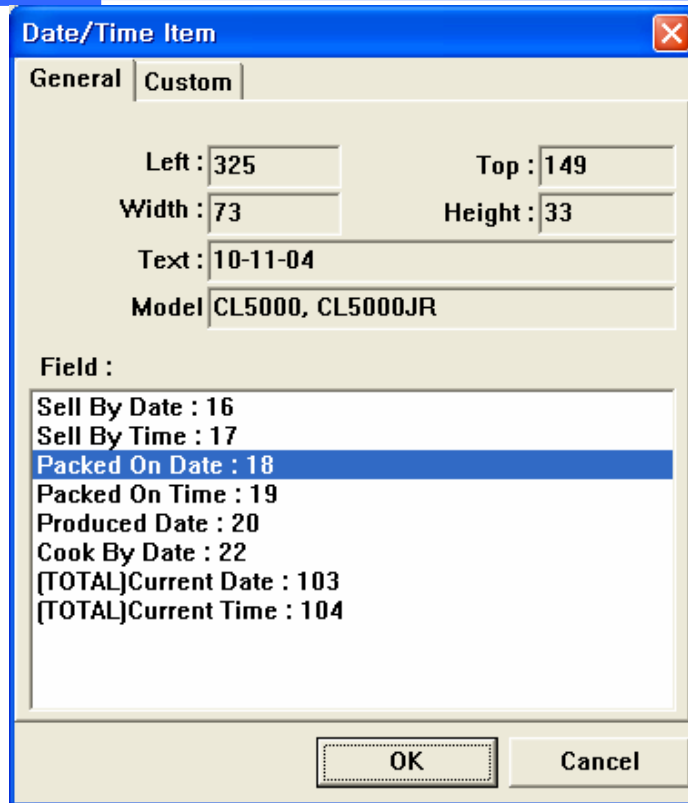 Date/Time Item
General Custom
Left : 325 Top : 149
Width : 73 Height : 33
Text : 10-11-04
Model CL5000, CL5000JR
Field :
Sell By Date : 16
Sell By Time : 17
Packed On Date : 18
Packed On Time : 19
Produced Date : 20
Cook By Date : 22
(TOTAL)Current Date : 103
(TOTAL)Current Time : 104
OK Cancel